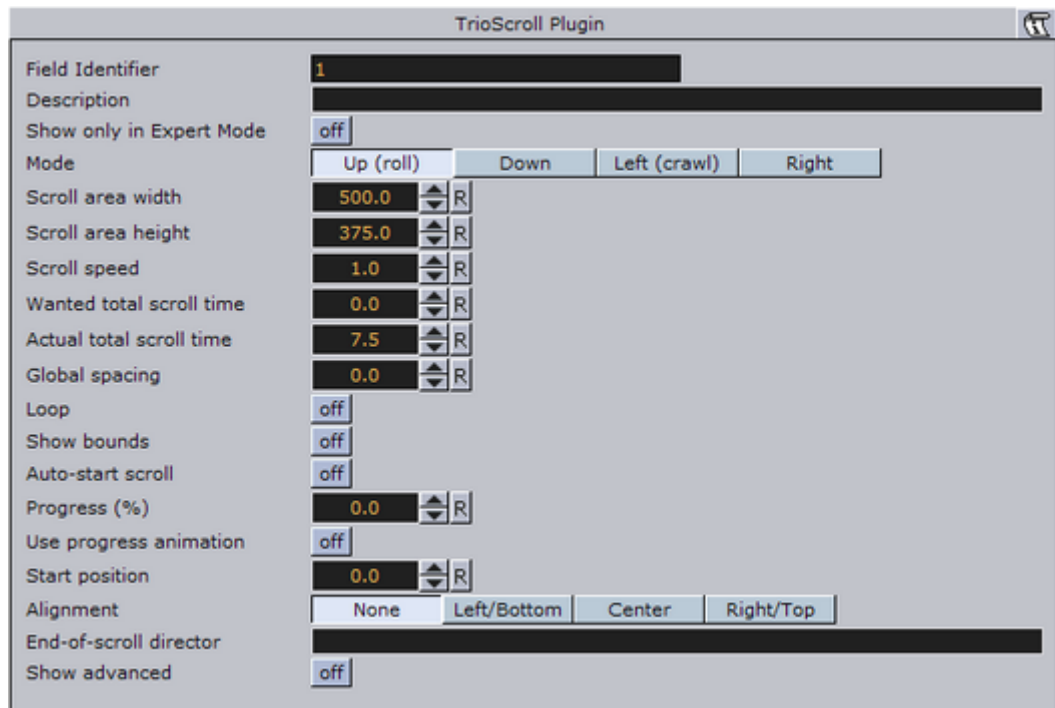 TrioScroll Plugin
Field Identifier 1
Description
Show only in Expert Mode off
Mode Up (roll) Down Left (crawl) Right
Scroll area width 500.0 R
Scroll area height 375.0 R
Scroll speed 1.0 R
Wanted total scroll time 0.0 R
Actual total scroll time 7.5 R
Global spacing 0.0 R
Loop off
Show bounds off
Auto-start scroll off
Progress (%) 0.0 R
Use progress animation off
Start position 0.0 R
Alignment None Left/Bottom Center Right/Top
End-of-scroll director
Show advanced off